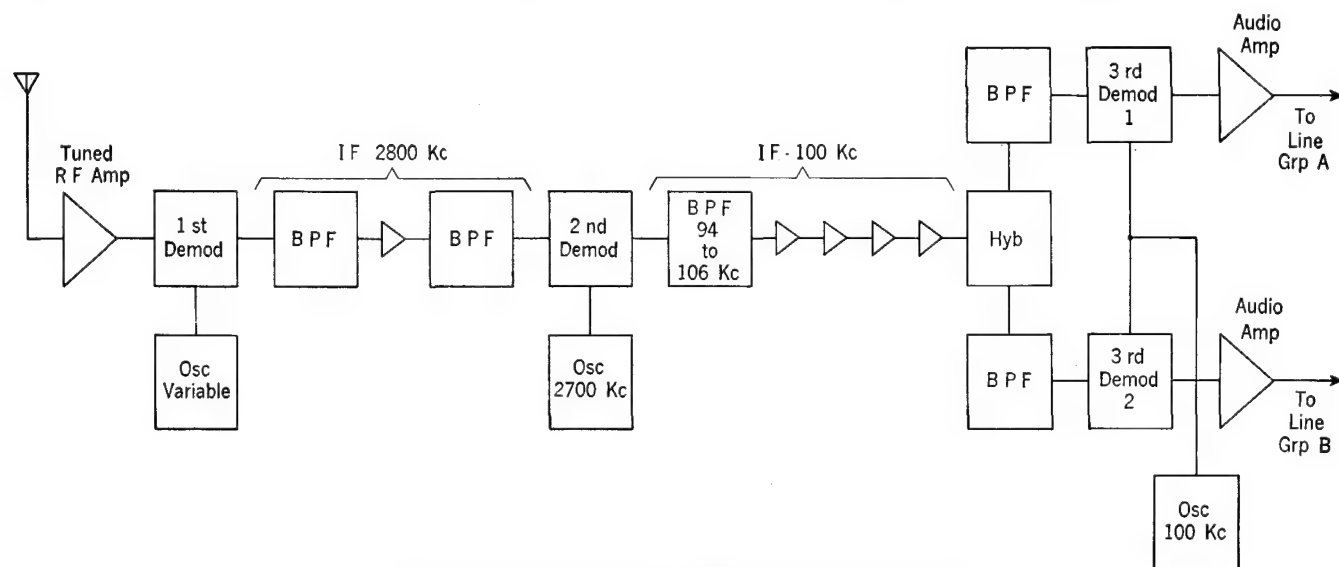 Tuned
R F Amp
1 st
Demod
Osc
Variable
I F 2800 Kc
B P F
B P F
2 nd
Demod
Osc
2700 Kc
I F - 100 Kc
B P F
94
to
106 Kc
Hyb
B P F
3 rd
Demod
1
Audio
Amp
To
Line
Grp A
B P F
3 rd
Demod
2
Audio
Amp
To
Line
Grp B
Osc
100 Kc